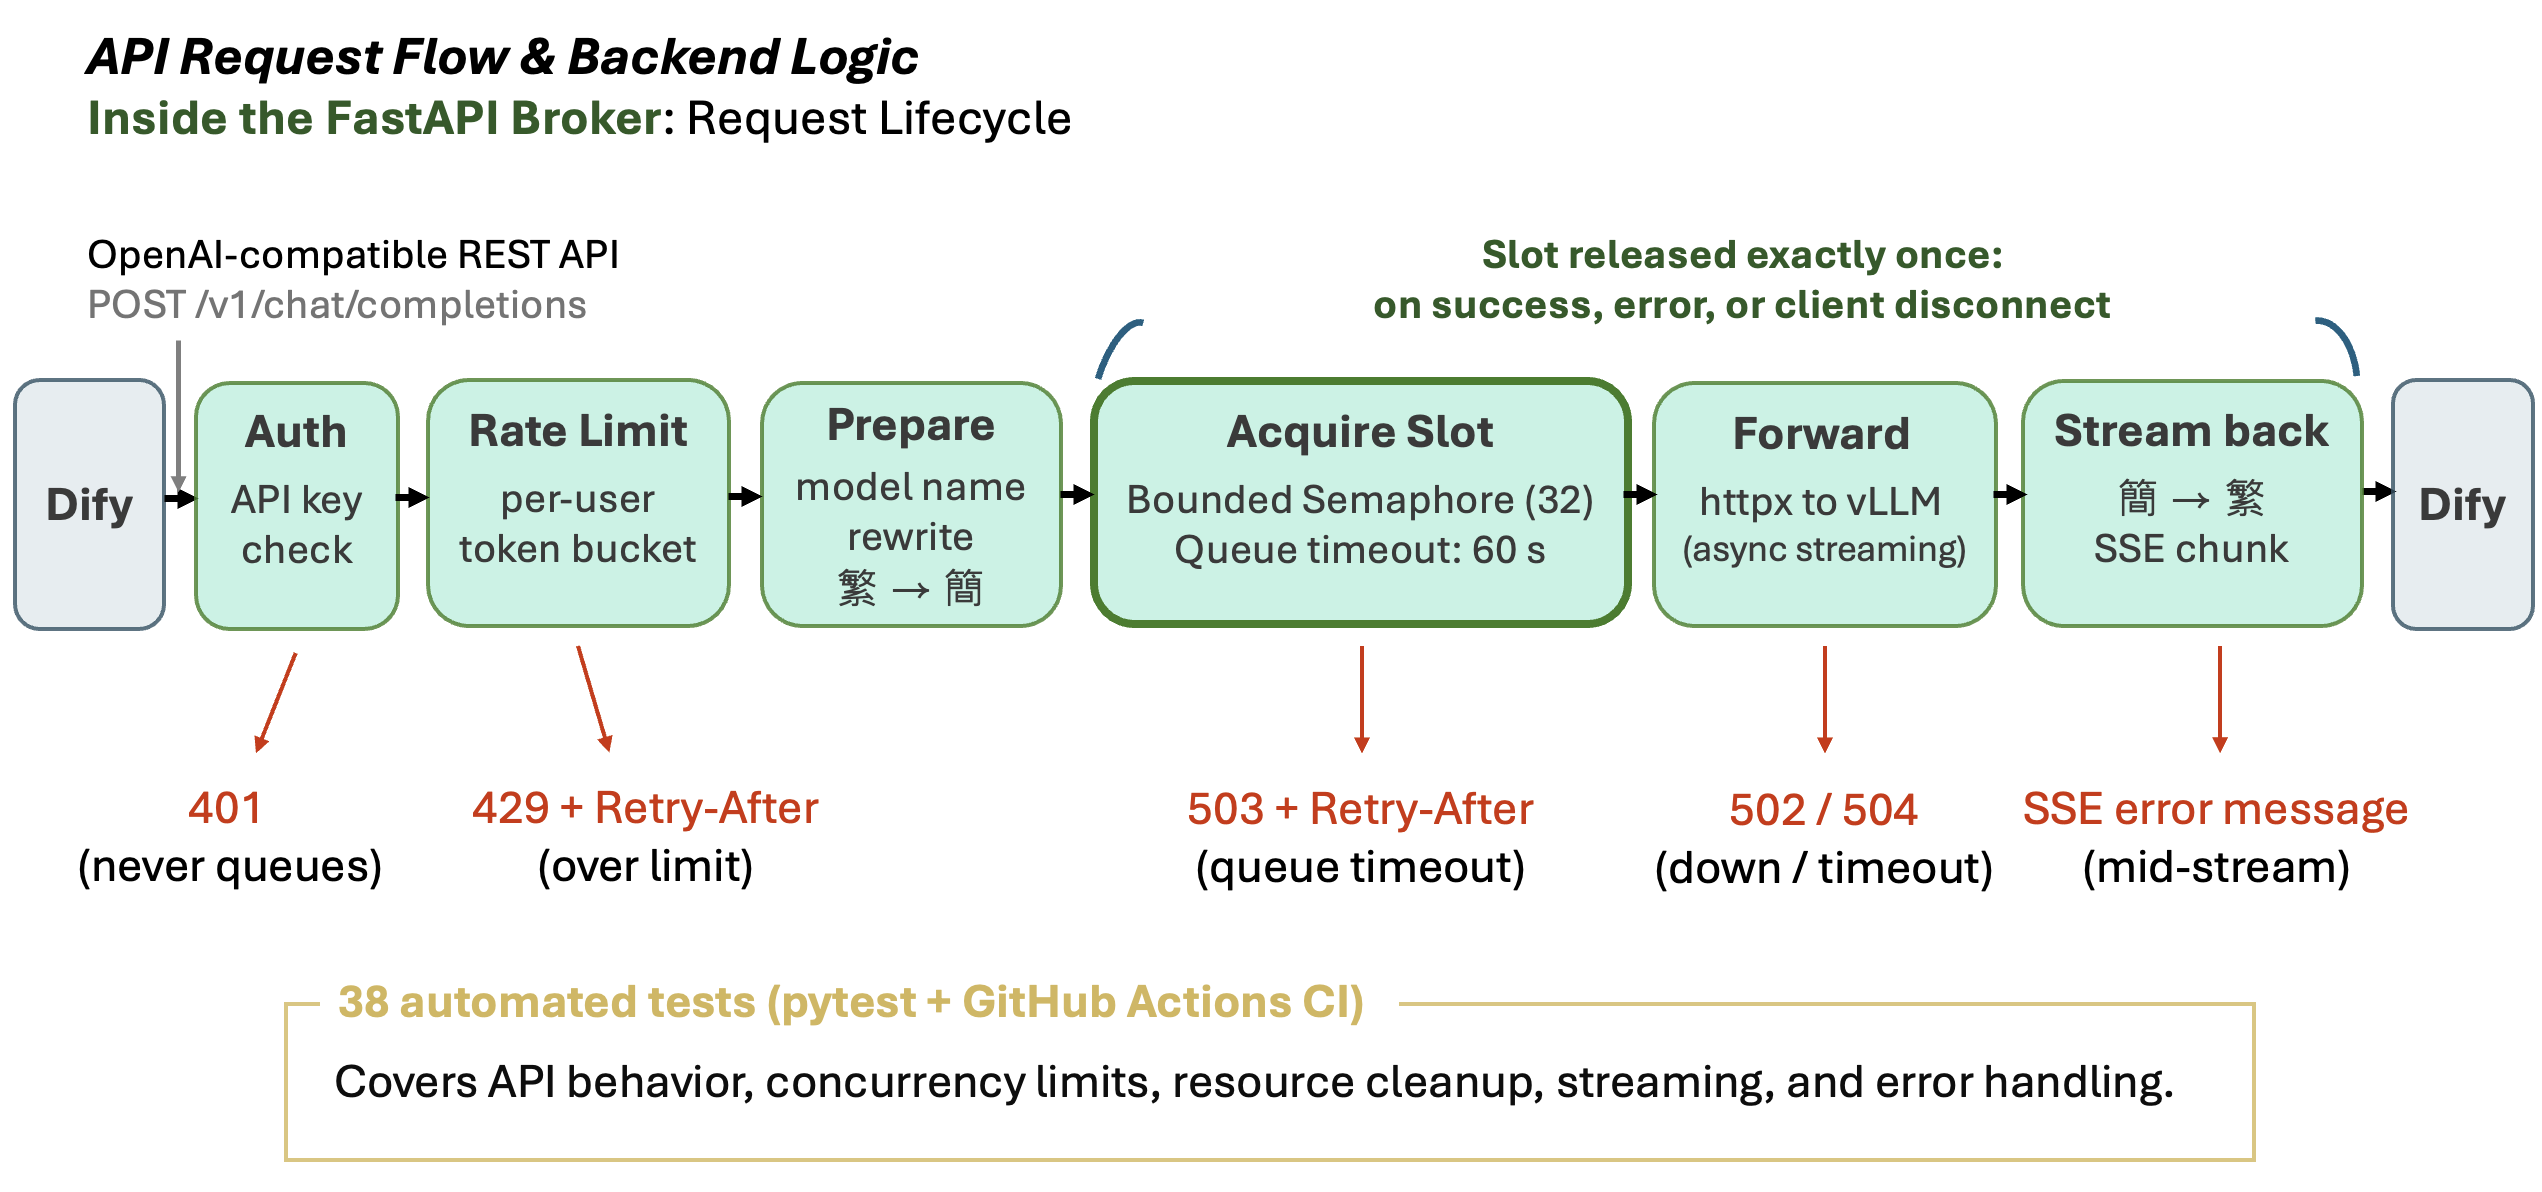 API Request Flow & Backend Logic
Inside the FastAPI Broker: Request Lifecycle
OpenAI-compatible REST API
POST /v1/chat/completions
Slot released exactly once:
on success, error, or client disconnect
Dify
Auth
API key
check
Rate Limit
per-user
token bucket
Prepare
model name
rewrite
繁 → 簡
Acquire Slot
Bounded Semaphore (32)
Queue timeout: 60 s
Forward
httpx to vLLM
(async streaming)
Stream back
簡 → 繁
SSE chunk
Dify
401
(never queues)
429 + Retry-After
(over limit)
503 + Retry-After
(queue timeout)
502 / 504
(down / timeout)
SSE error message
(mid-stream)
38 automated tests (pytest + GitHub Actions CI)
Covers API behavior, concurrency limits, resource cleanup, streaming, and error handling.